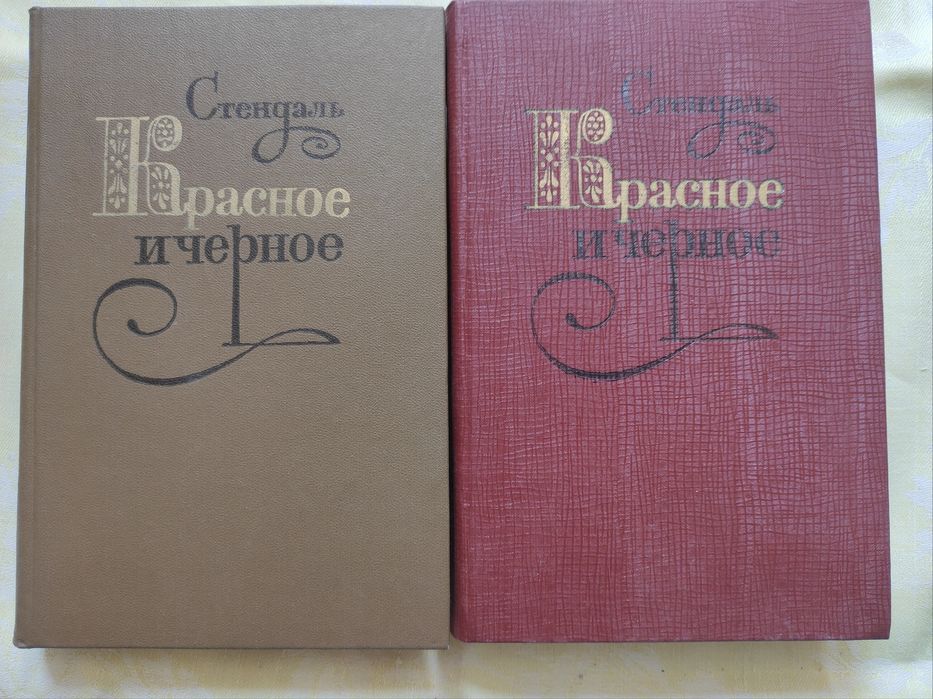 Стендаль
Красное
и черное
Стендаль
Красное
и черное